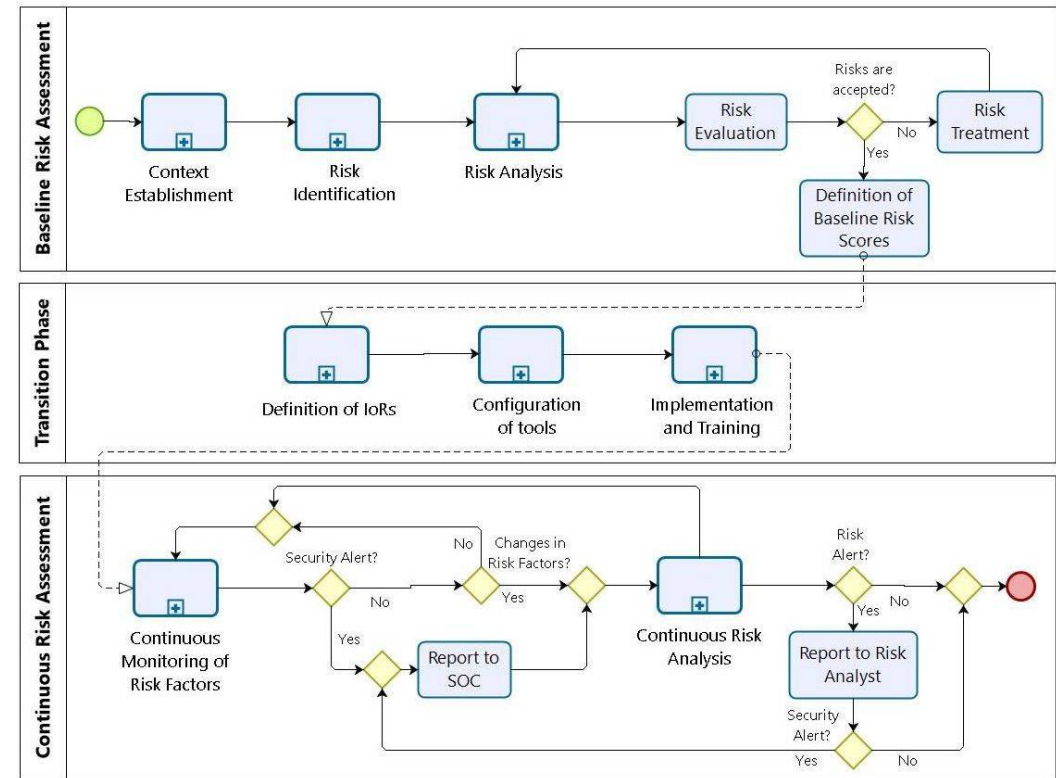 Baseline Risk Assessment
Context
Establishment
Risk
Identification
Risk Analysis
Risk
Evaluation
Risks are
accepted?
No
Yes
Risk
Treatment
Definition of
Baseline Risk
Scores
Transition Phase
Definition of IoRs
Configuration
of tools
Implementation
and Training
Continuous Risk Assessment
Continuous
Monitoring of
Risk Factors
Security Alert?
No
Yes
No
Changes in
Risk Factors?
Yes
Report to
SOC
Continuous Risk
Analysis
Risk
Alert?
No
Yes
Report to Risk
Analyst
Security
Alert?
Yes
No